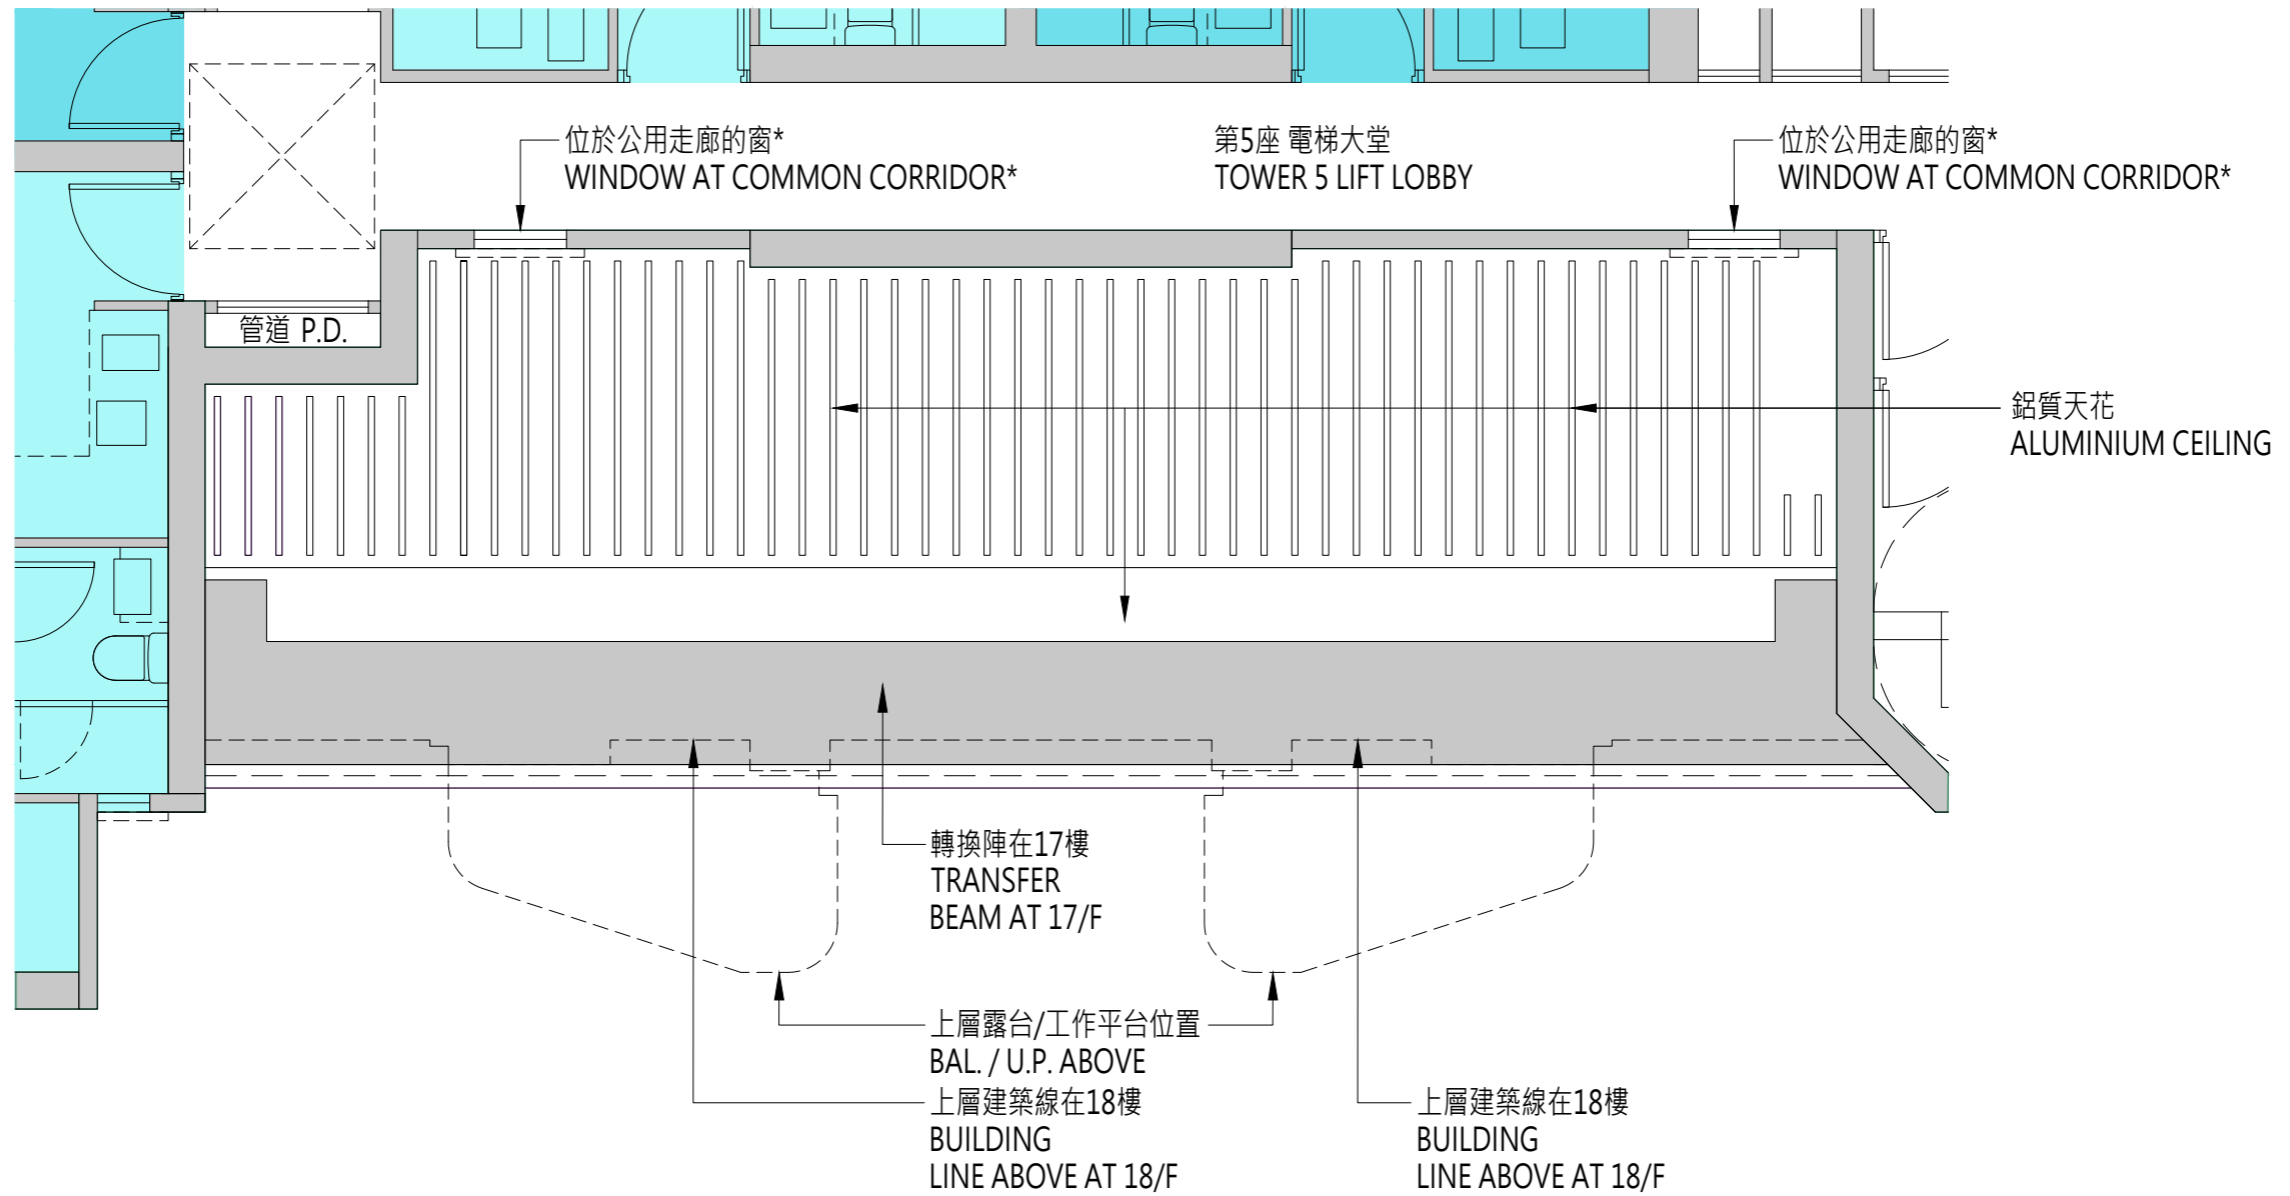 位於公用走廊的窗*
WINDOW AT COMMON CORRIDOR*
第5座 電梯大堂
TOWER 5 LIFT LOBBY
位於公用走廊的窗*
WINDOW AT COMMON CORRIDOR*
管道 P.D.
鋁質天花
ALUMINIUM CEILING
轉換陣在17樓
TRANSFER
BEAM AT 17/F
上層露台/工作平台位置
BAL. / U.P. ABOVE
上層建築線在18樓
BUILDING
LINE ABOVE AT 18/F
上層建築線在18樓
BUILDING
LINE ABOVE AT 18/F